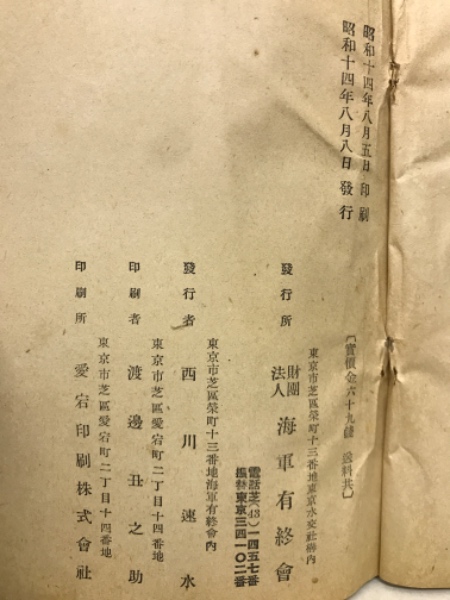 昭和十四年八月五日印刷
昭和十四年八月八日發行
【實價金六十九錢 送料共】
東京市芝區榮町十三番地東京水交社構内
發行所 財團法人 海軍有終會
電話芝(43)一四五七番
振替東京三四一〇二番
東京市芝區榮町十三番地海軍有終會内
發行者 西川速水
東京市芝區愛宕町二丁目十四番地
印刷者 渡邊丑之助
東京市芝區愛宕町二丁目十四番地
印刷所 愛宕印刷株式會社